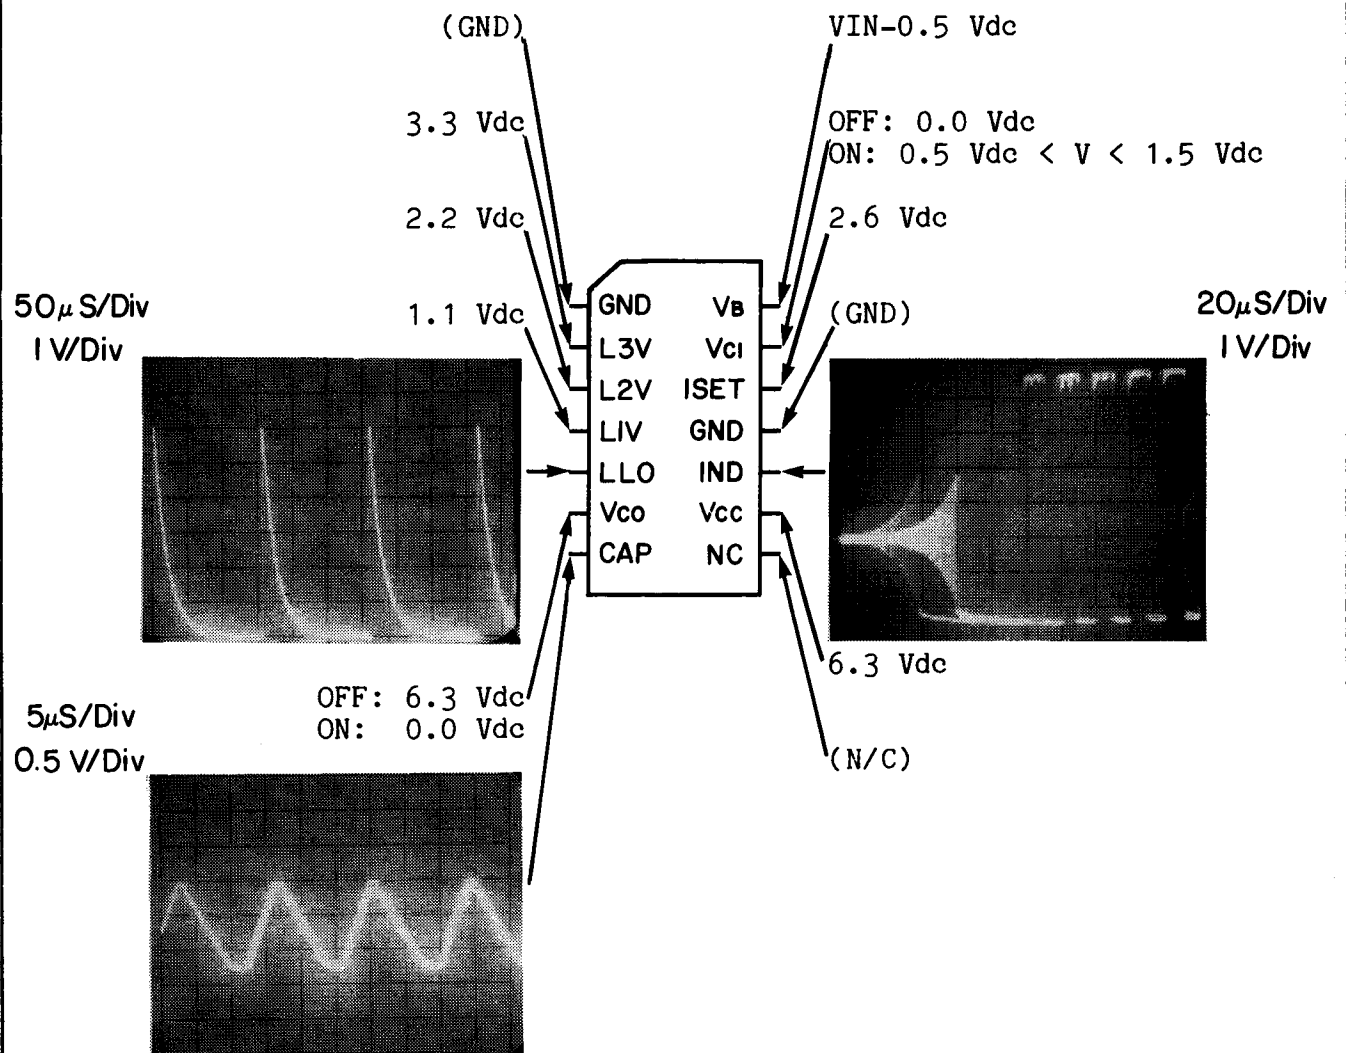 (GND)
3.3 Vdc
2.2 Vdc
1.1 Vdc
50μS/Div
1V/Div
OFF: 6.3 Vdc
ON: 0.0 Vdc
5μS/Div
0.5 V/Div
GND
L3V
L2V
L1V
LLO
Vco
CAP
VB
VCI
ISET
GND
IND
Vcc
NC
VIN-0.5 Vdc
OFF: 0.0 Vdc
ON: 0.5 Vdc < V < 1.5 Vdc
2.6 Vdc
(GND)
20μS/Div
1V/Div
6.3 Vdc
(N/C)